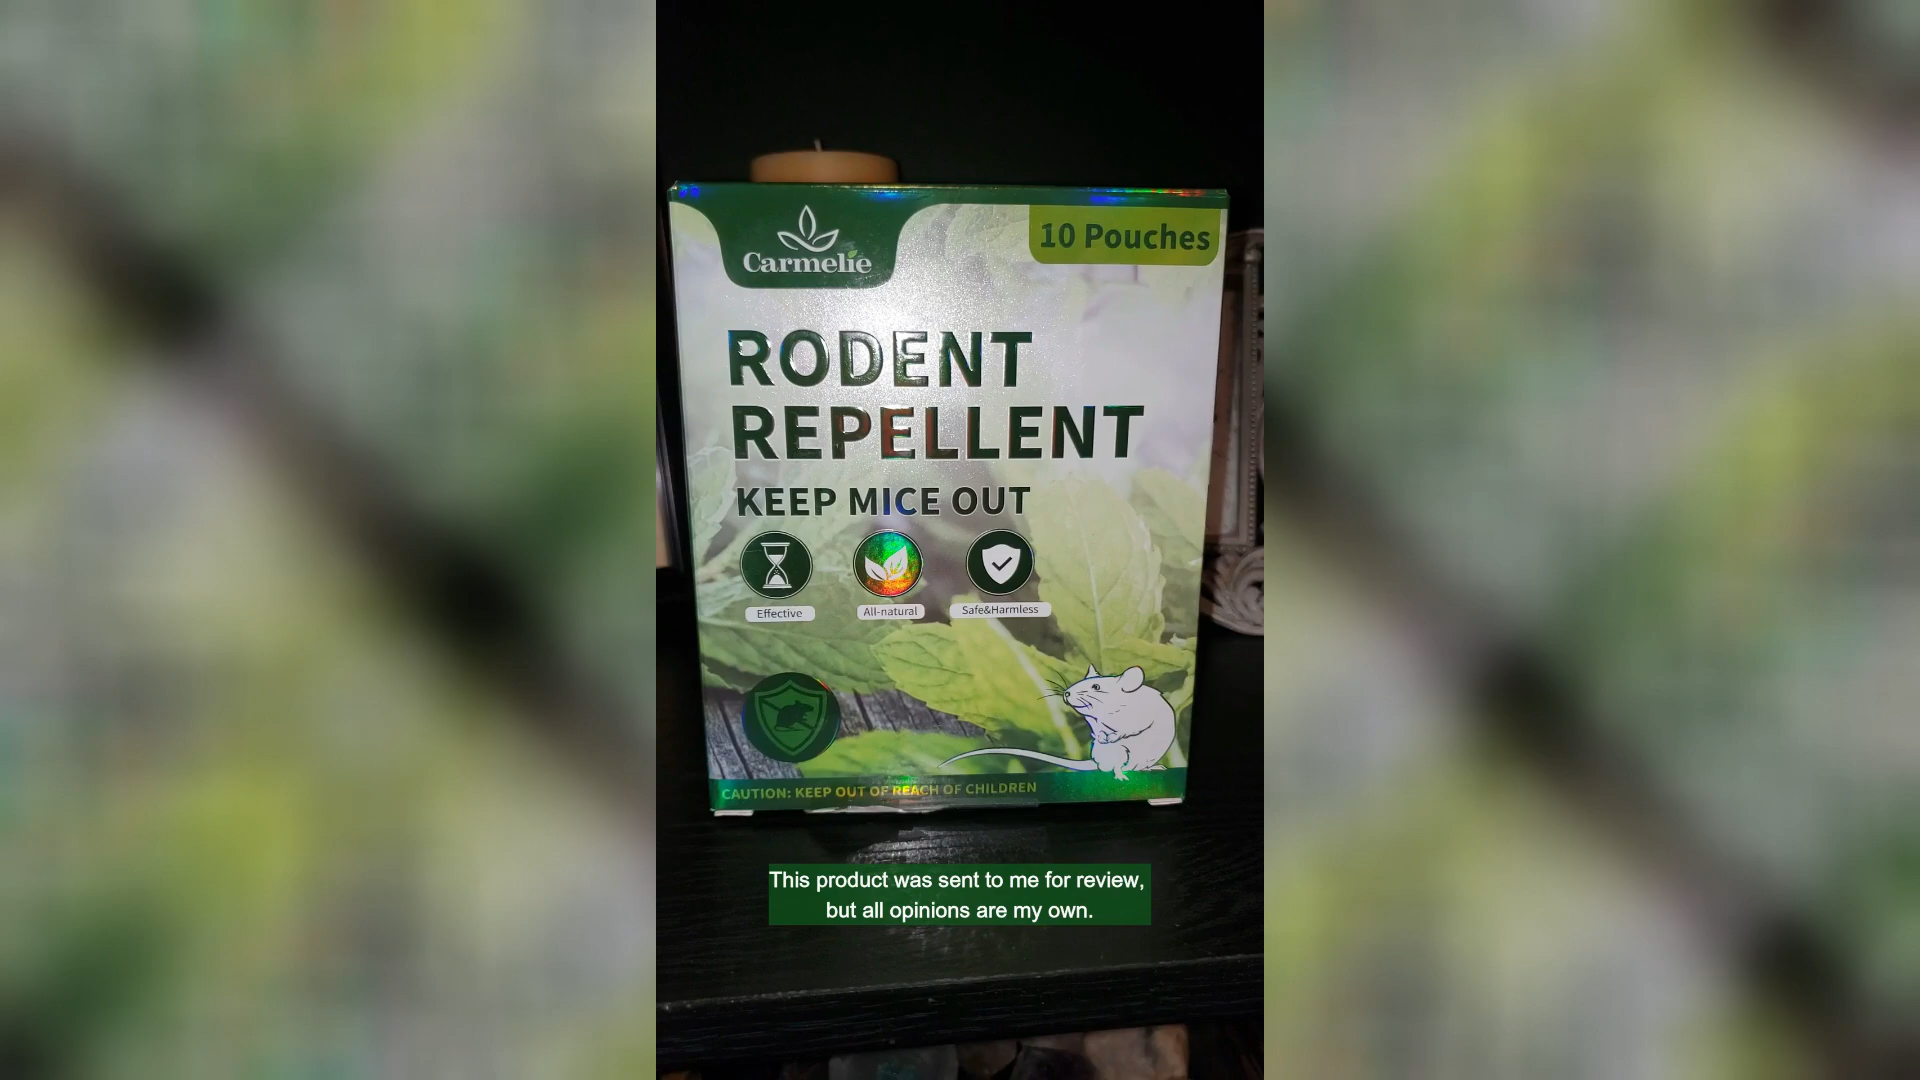 Carmelie
10 Pouches
RODENT
REPELLENT
KEEP MICE OUT
Effective
All-natural
Safe&Harmless
CAUTION: KEEP OUT OF REACH OF CHILDREN
This product was sent to me for review,
but all opinions are my own.